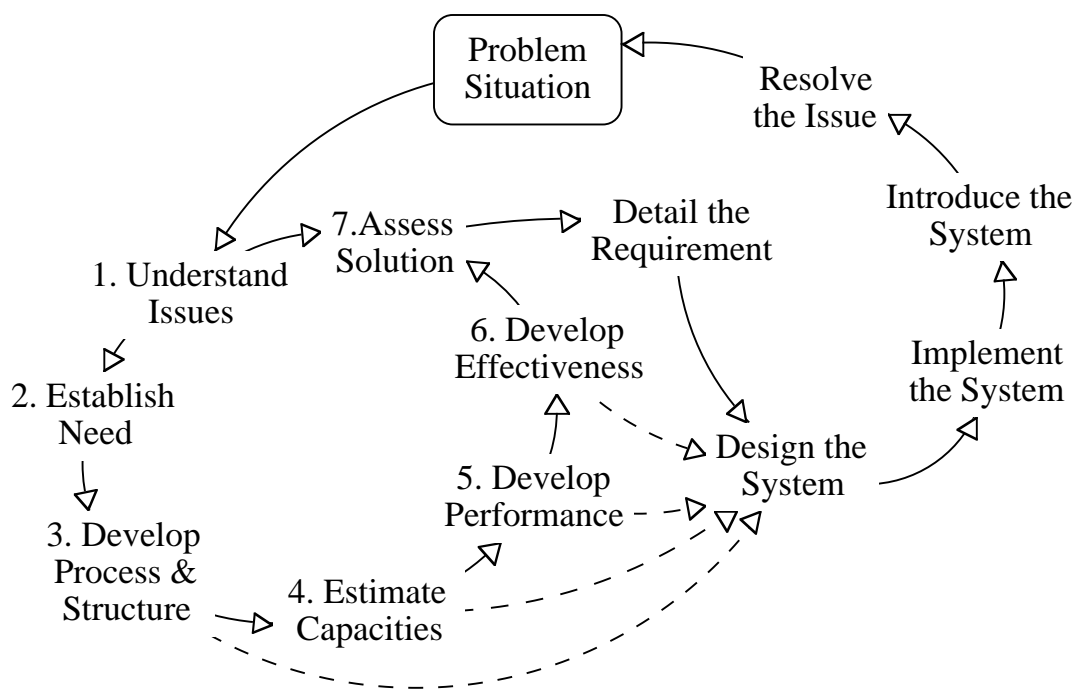 Problem
Situation
Resolve
the Issue
Introduce the
System
7.Assess
Solution
Detail the
Requirement
1. Understand
Issues
6. Develop
Effectiveness
Implement
the System
2. Establish
Need
Design the
System
5. Develop
Performance
3. Develop
Process &
Structure
4. Estimate
Capacities